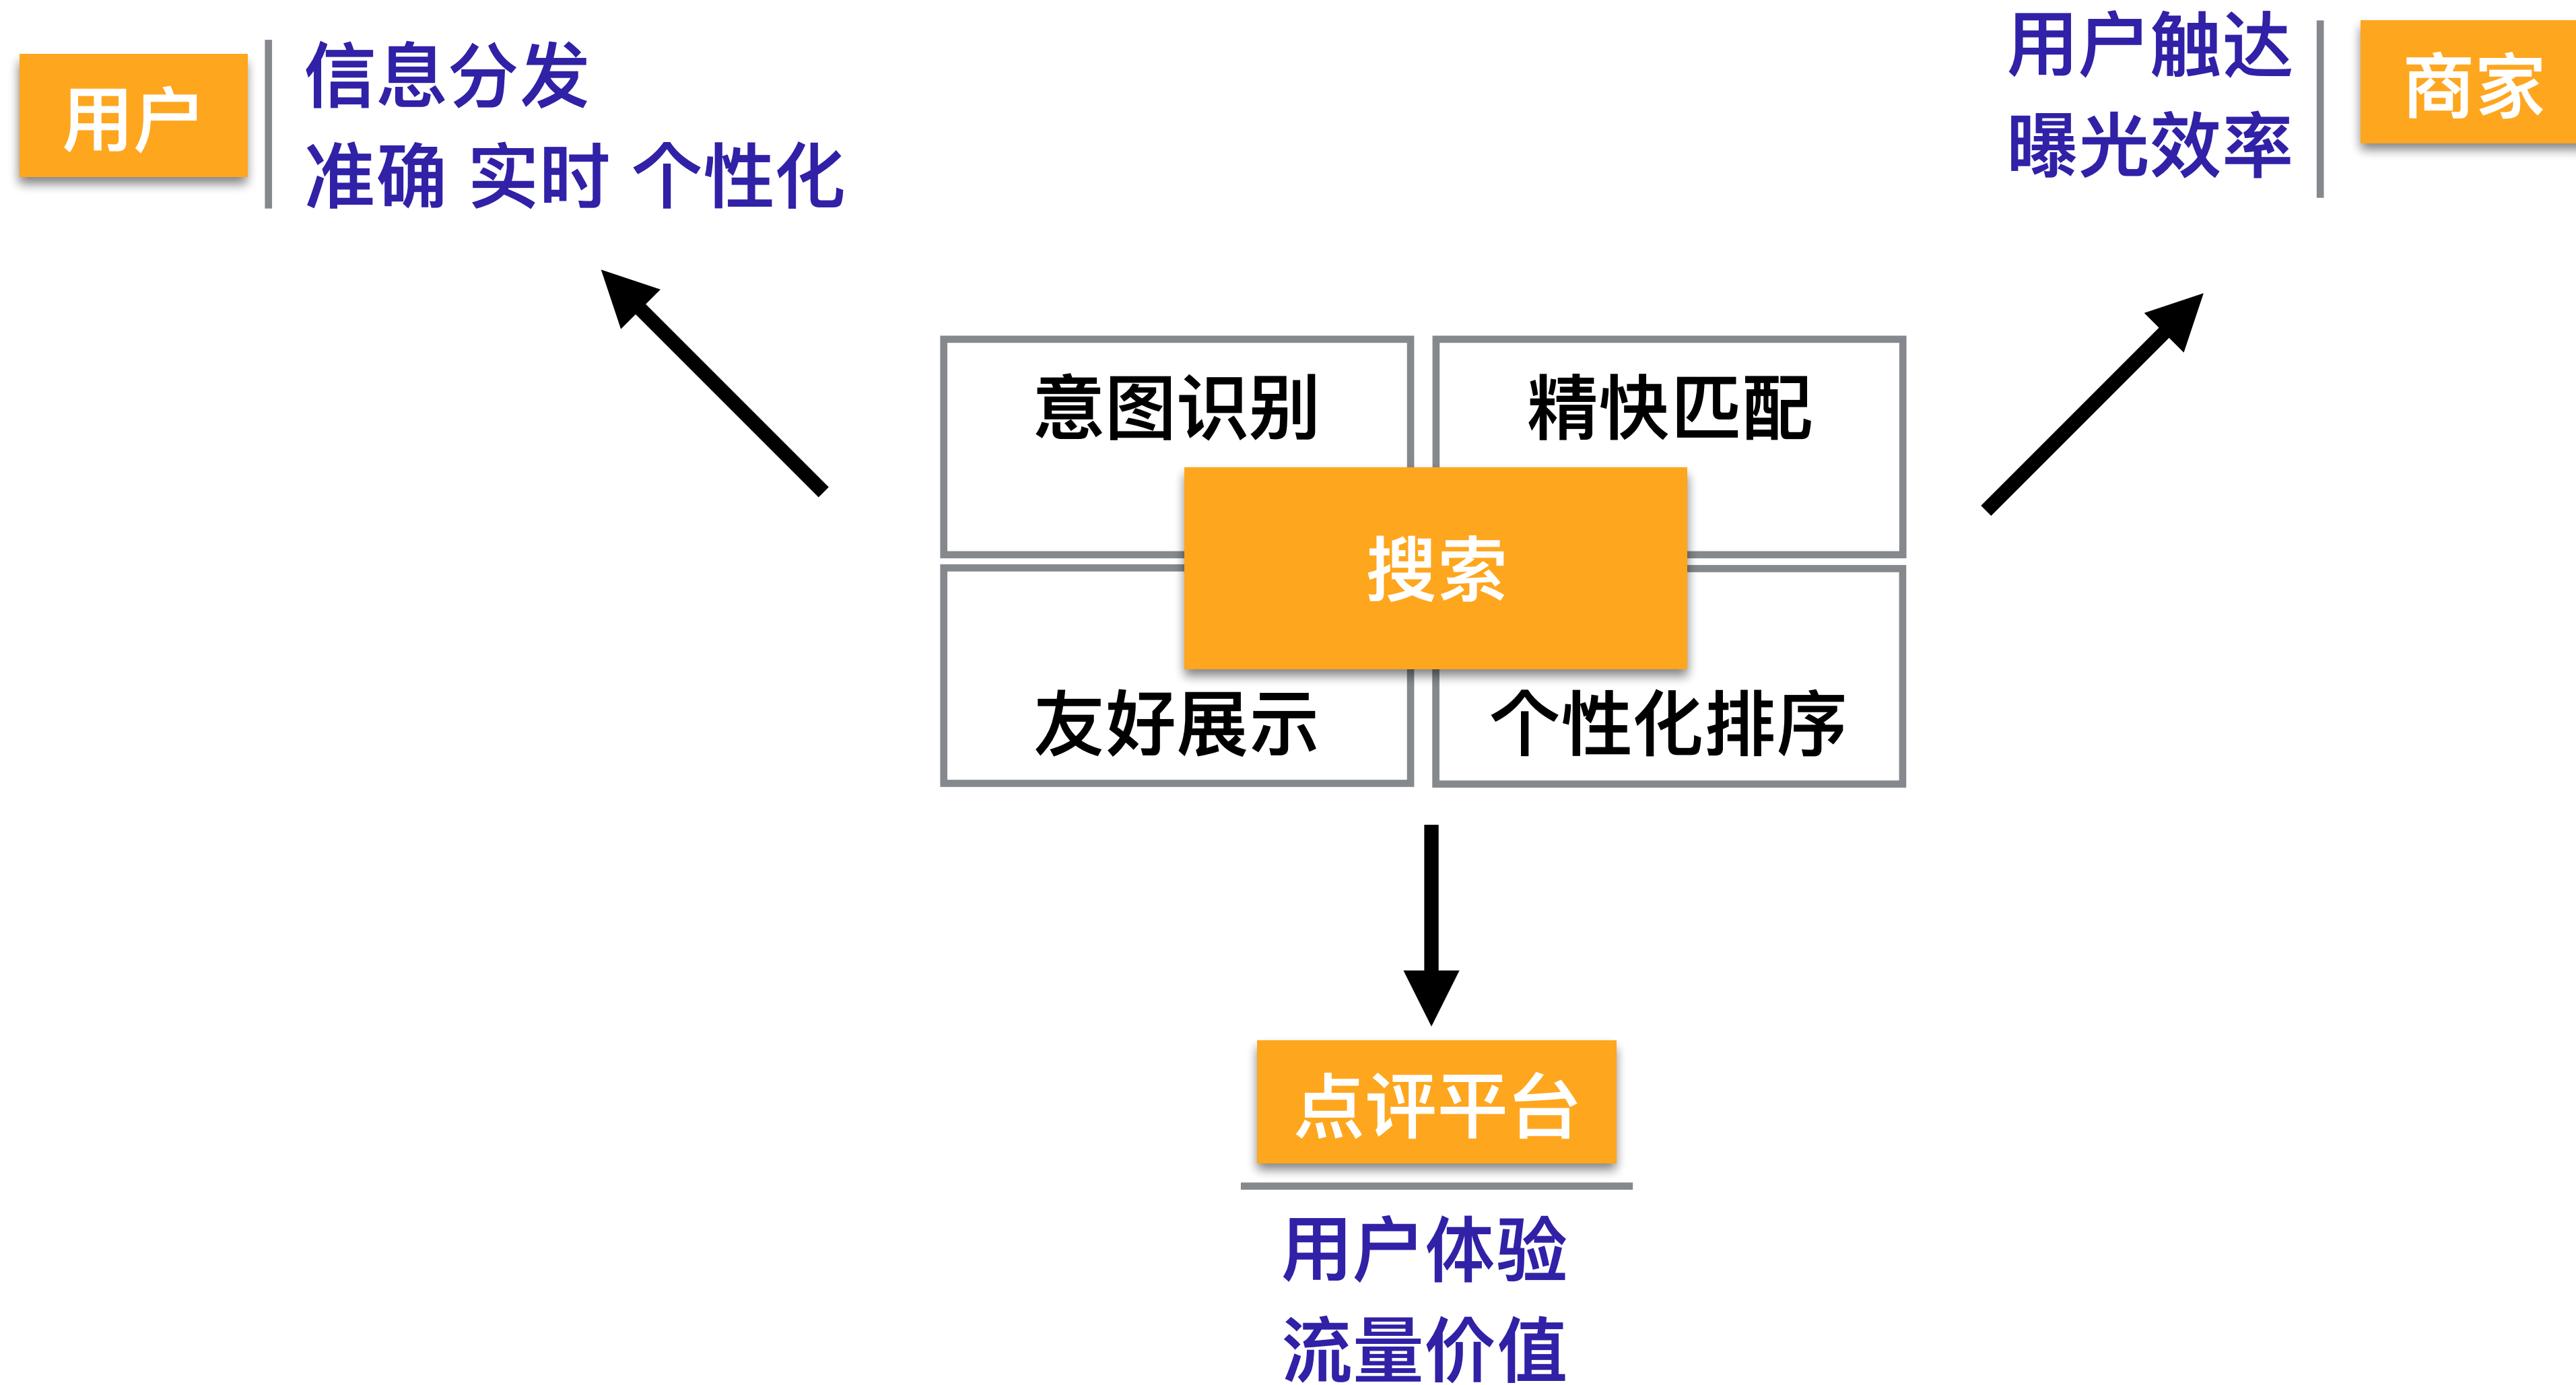 用户
信息分发
准确 实时 个性化
用户触达
曝光效率
商家
意图识别
精快匹配
搜索
友好展示
个性化排序
点评平台
用户体验
流量价值